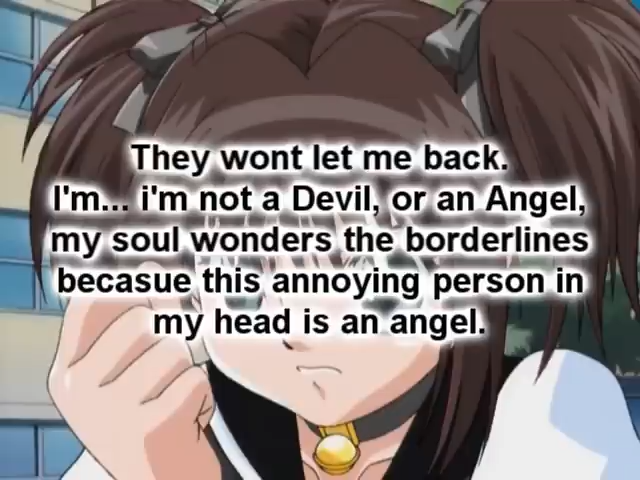 They wont let me back.
I'm... i'm not a Devil, or an Angel,
my soul wonders the borderlines
becasue this annoying person in
my head is an angel.